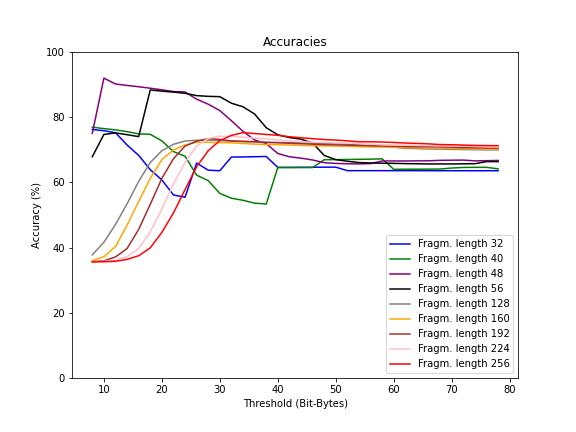 Accuracies
100
80
60
40
20
0
Accuracy (%)
10 20 30 40 50 60 70 80
Threshold (Bit-Bytes)
Fragm. length 32
Fragm. length 40
Fragm. length 48
Fragm. length 56
Fragm. length 128
Fragm. length 160
Fragm. length 192
Fragm. length 224
Fragm. length 256